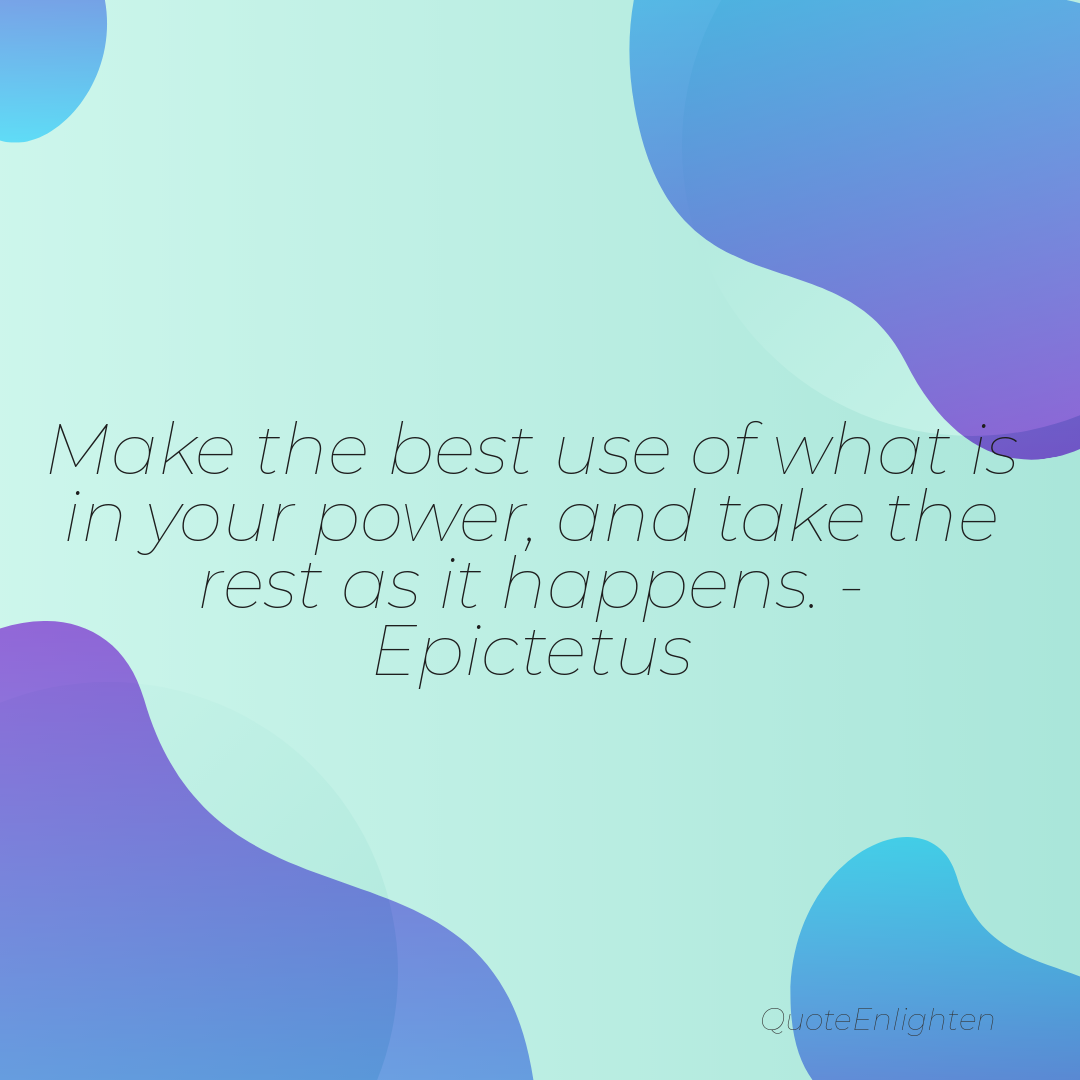 Make the best use of what is
in your power, and take the
rest as it happens. -
Epictetus
QuoteEnlighten